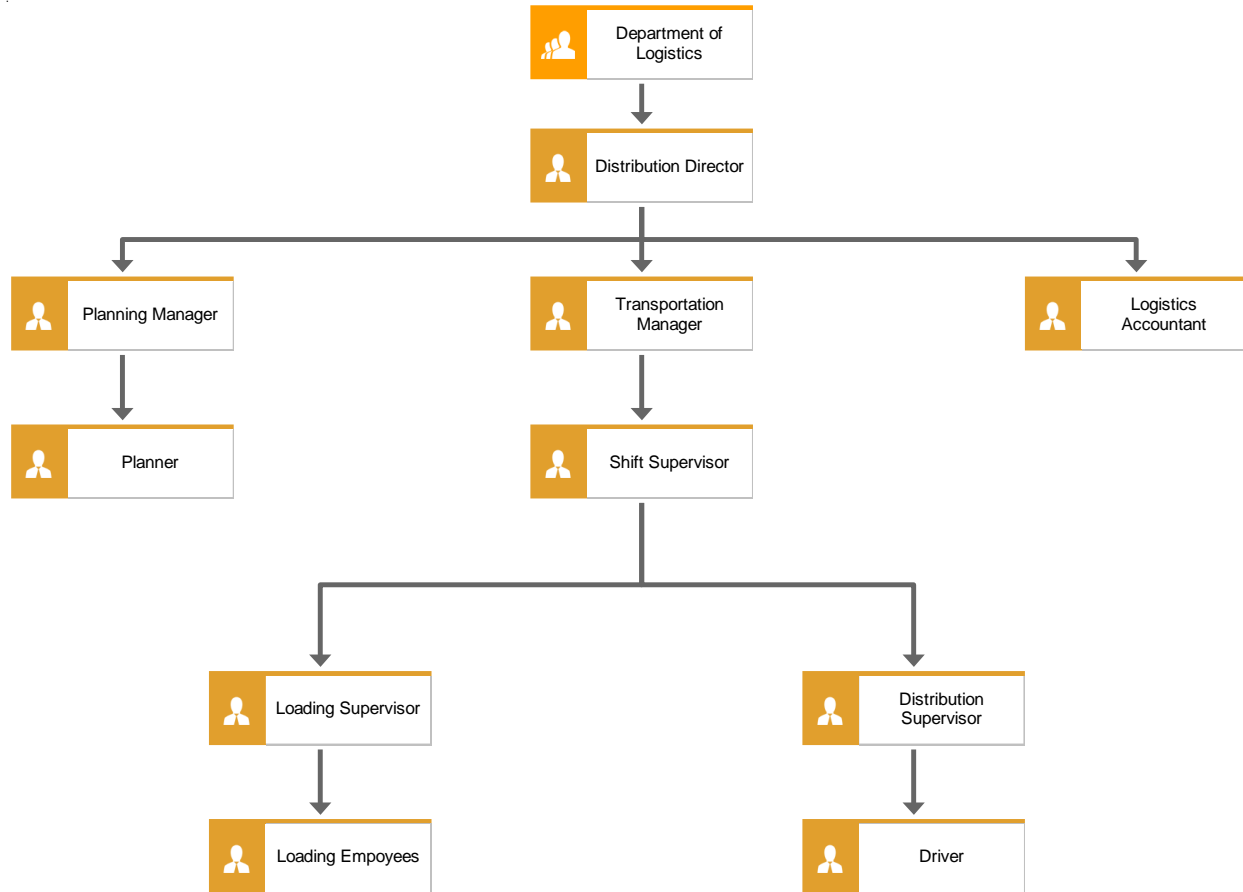 Department of
Logistics
Distribution Director
Planning Manager
Transportation
Manager
Logistics
Accountant
Planner
Shift Supervisor
Loading Supervisor
Distribution
Supervisor
Loading Empoyees
Driver